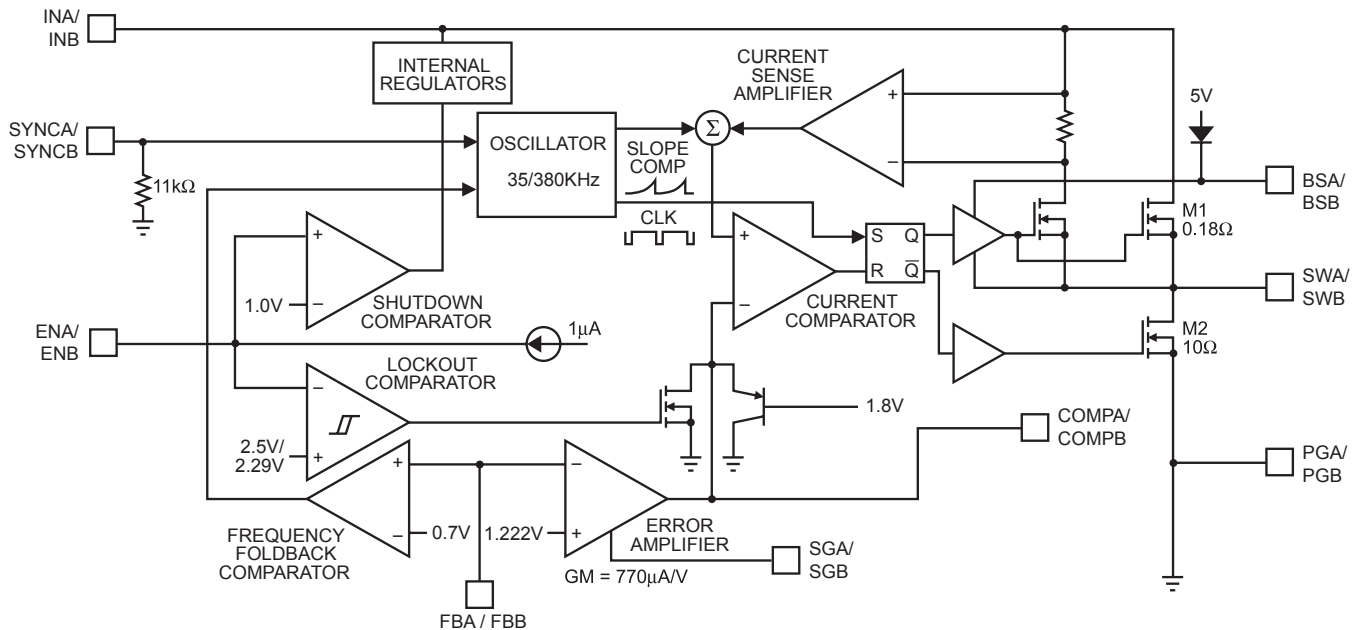 INA/
INB
INTERNAL
REGULATORS
CURRENT
SENSE
AMPLIFIER
+
−
5V
SYNCA/
SYNCB
11kΩ
OSCILLATOR
35/380KHz
Σ
SLOPE
COMP
CLK
BSA/
BSB
M1
0.18Ω
+
−
1.0V
SHUTDOWN
COMPARATOR
+
−
CURRENT
COMPARATOR
S Q
R Q̅
SWA/
SWB
ENA/
ENB
1µA
M2
10Ω
LOCKOUT
COMPARATOR
−
+
2.5V/
2.29V
1.8V
COMPA/
COMPB
PGA/
PGB
+
−
0.7V
FREQUENCY
FOLDBACK
COMPARATOR
−
+
1.222V
ERROR
AMPLIFIER
GM = 770µA/V
SGA/
SGB
FBA / FBB